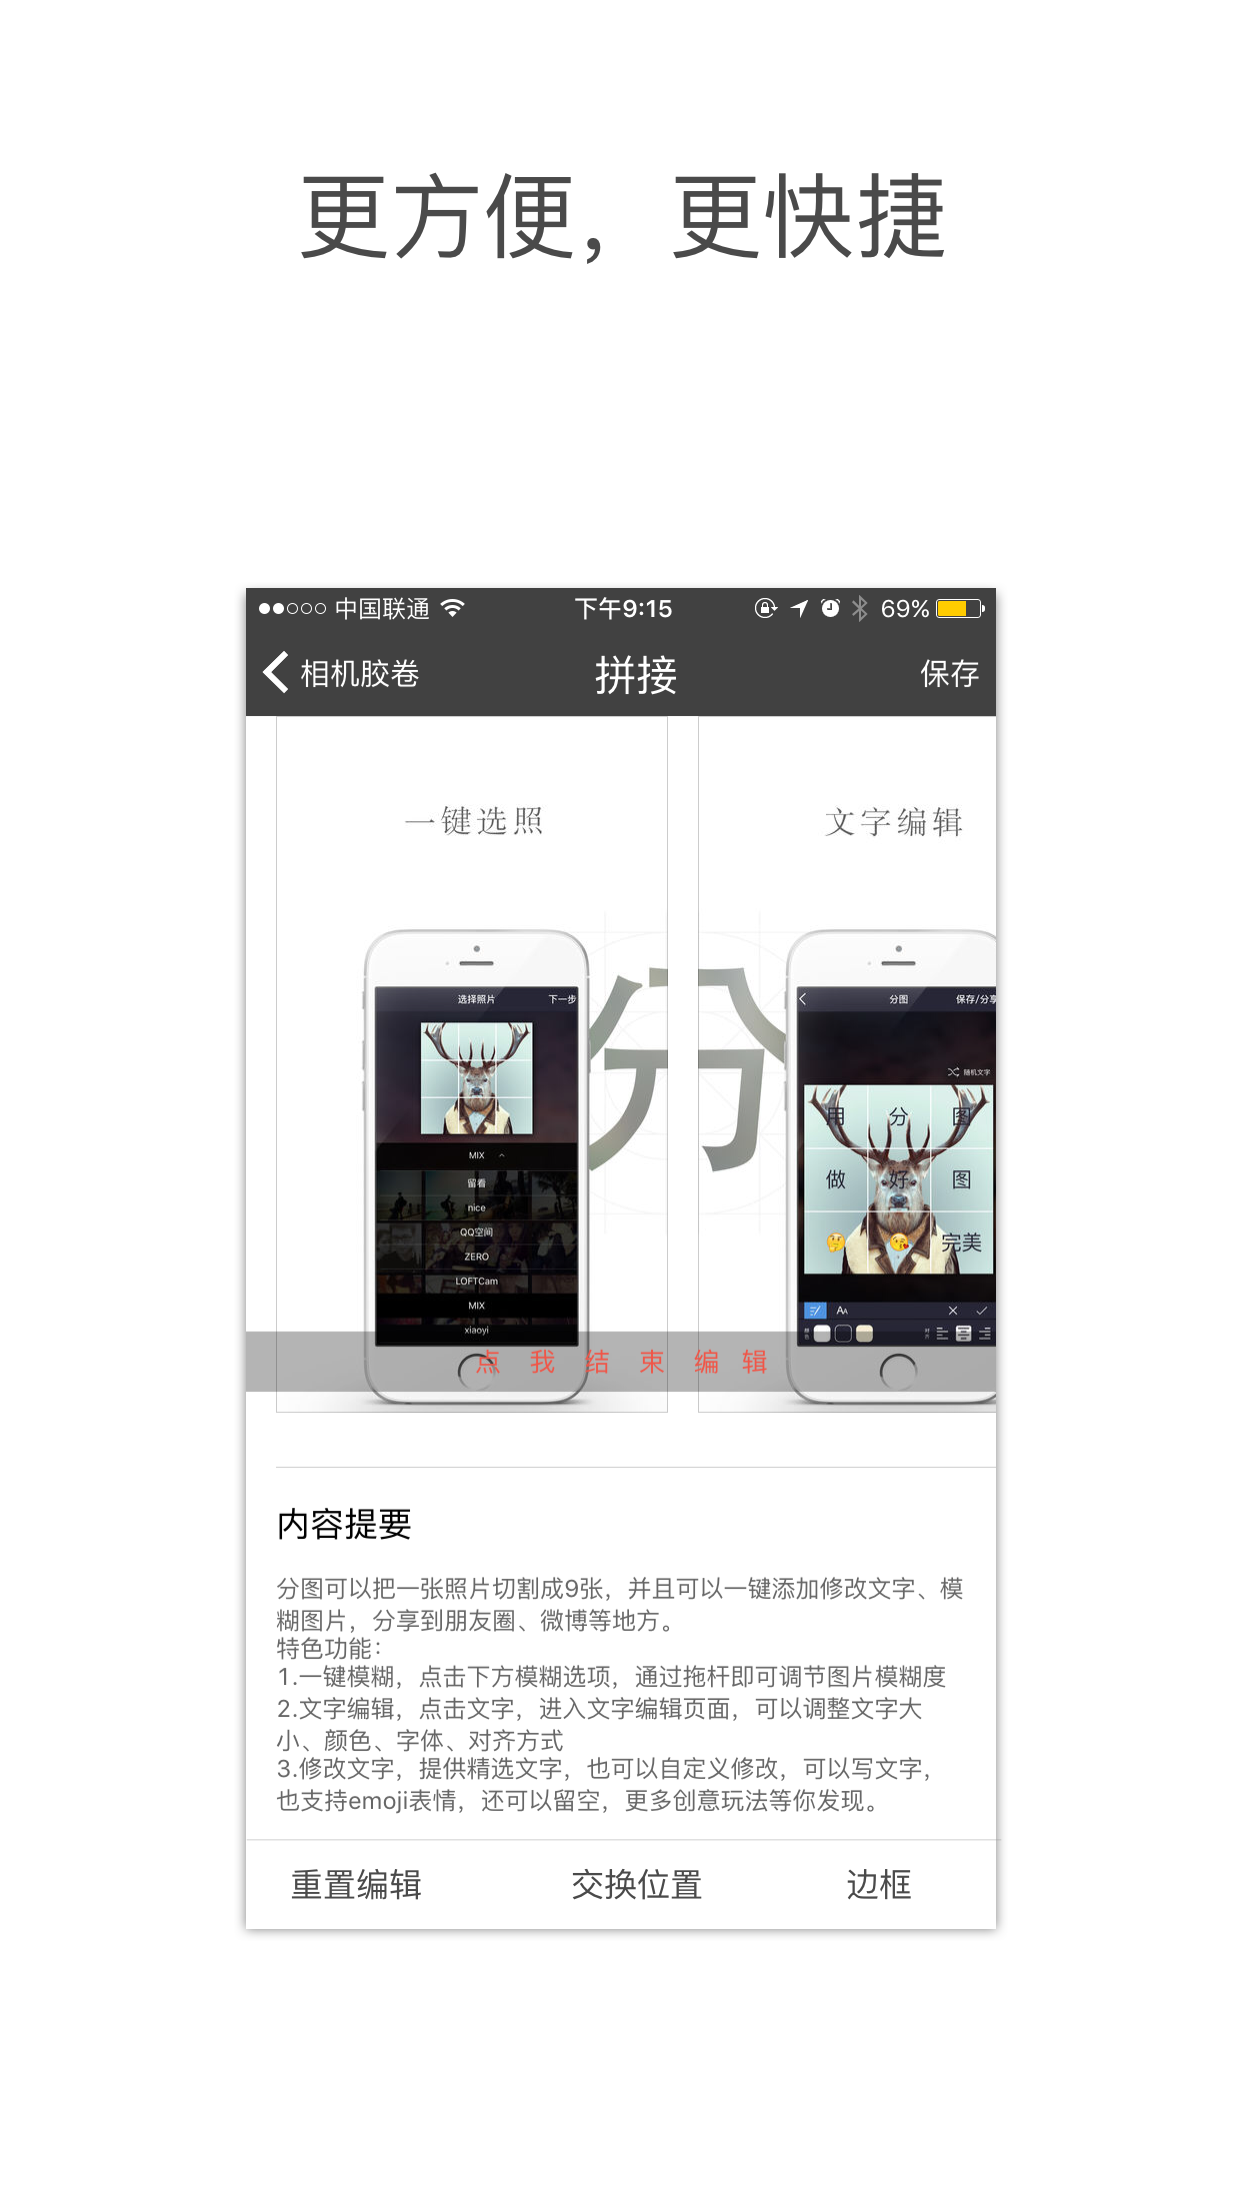 更方便，更快捷
中国联通 下午9:15 69%
相机胶卷 拼接 保存
一键选照 文字编辑
分
选择照片 下一步
MIX
留着
nice
QQ空间
ZERO
LOFTCam
MIX
xiaoyi
分图 保存/分享
随机文字
用 分 图
做 好 图
完美
点我结束编辑
内容提要
分图可以把一张照片切割成9张，并且可以一键添加修改文字、模
糊图片，分享到朋友圈、微博等地方。
特色功能：
1.一键模糊，点击下方模糊选项，通过拖杆即可调节图片模糊度
2.文字编辑，点击文字，进入文字编辑页面，可以调整文字大
小、颜色、字体、对齐方式
3.修改文字，提供精选文字，也可以自定义修改，可以写文字，
也支持emoji表情，还可以留空，更多创意玩法等你发现。
重置编辑 交换位置 边框